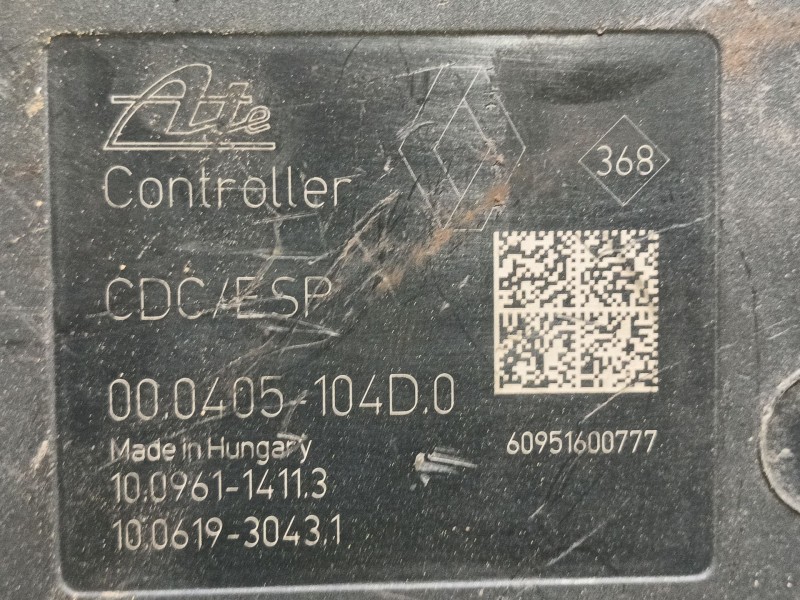 Ate
368
Controller
CDC/ESP
00.0405-104D.0
Made in Hungary
60951600777
10.0961-1411.3
10.0619-3043.1